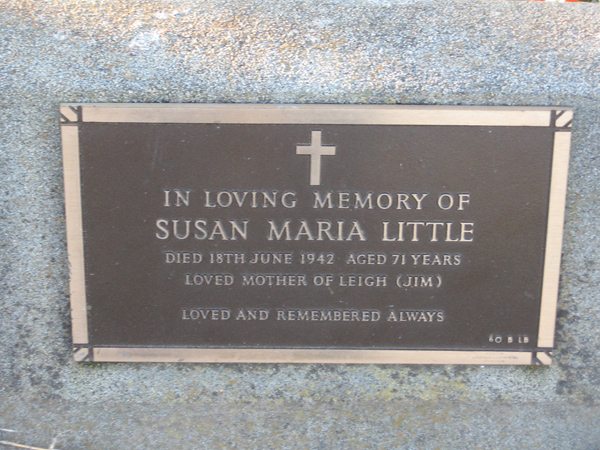 IN LOVING MEMORY OF
SUSAN MARIA LITTLE
DIED 18TH JUNE 1942 AGED 71 YEARS
LOVED MOTHER OF LEIGH (JIM)
LOVED AND REMEMBERED ALWAYS